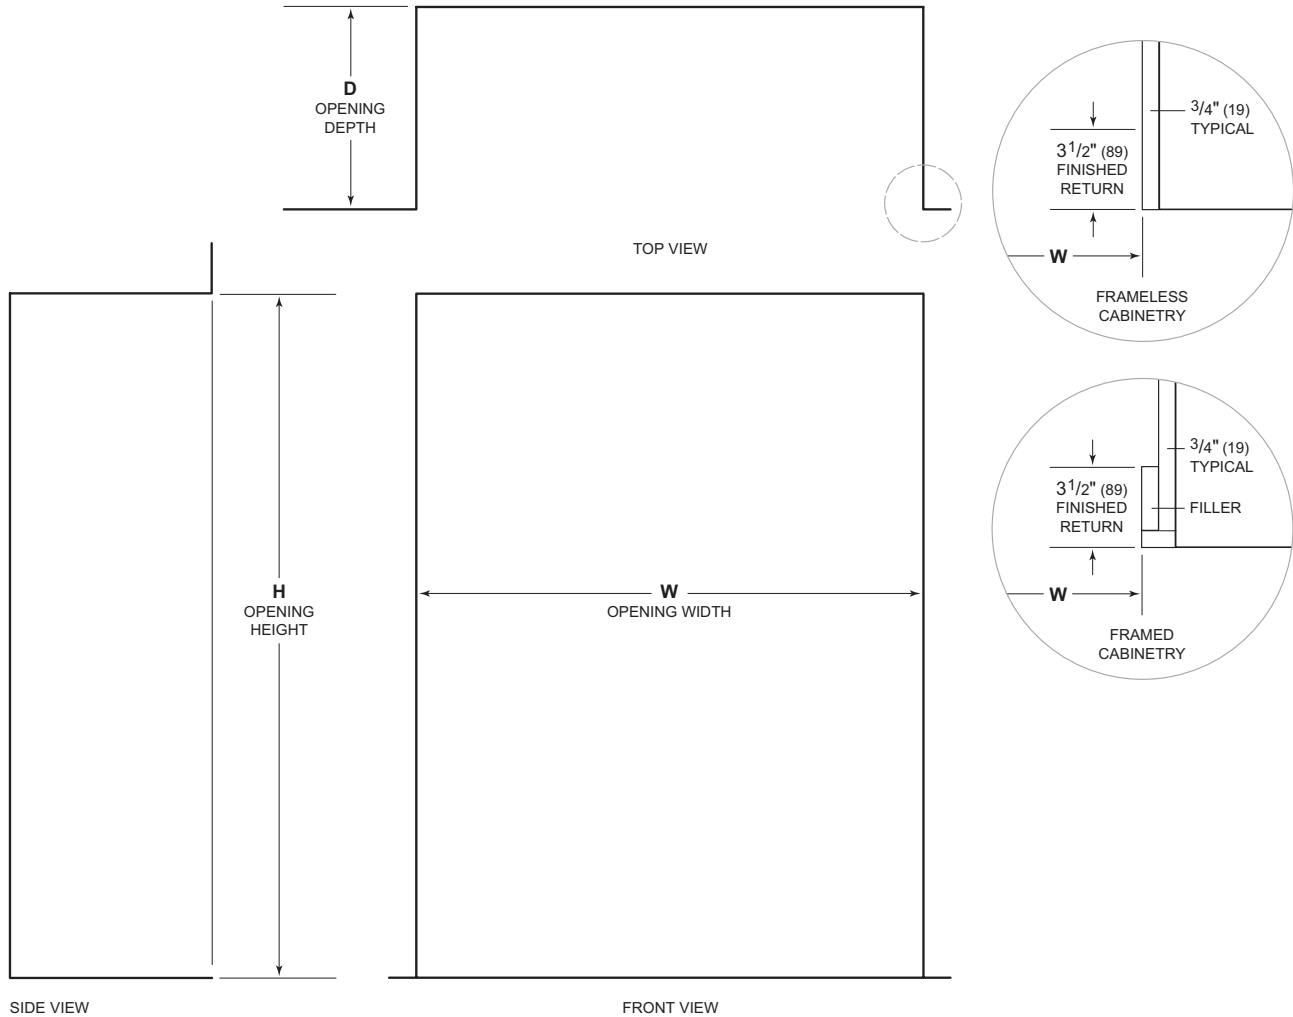 D
OPENING
DEPTH
TOP VIEW
3/4" (19)
TYPICAL
3 1/2" (89)
FINISHED
RETURN
W
FRAMELESS
CABINETRY
3/4" (19)
TYPICAL
3 1/2" (89)
FINISHED
RETURN
FILLER
W
FRAMED
CABINETRY
H
OPENING
HEIGHT
W
OPENING WIDTH
SIDE VIEW
FRONT VIEW